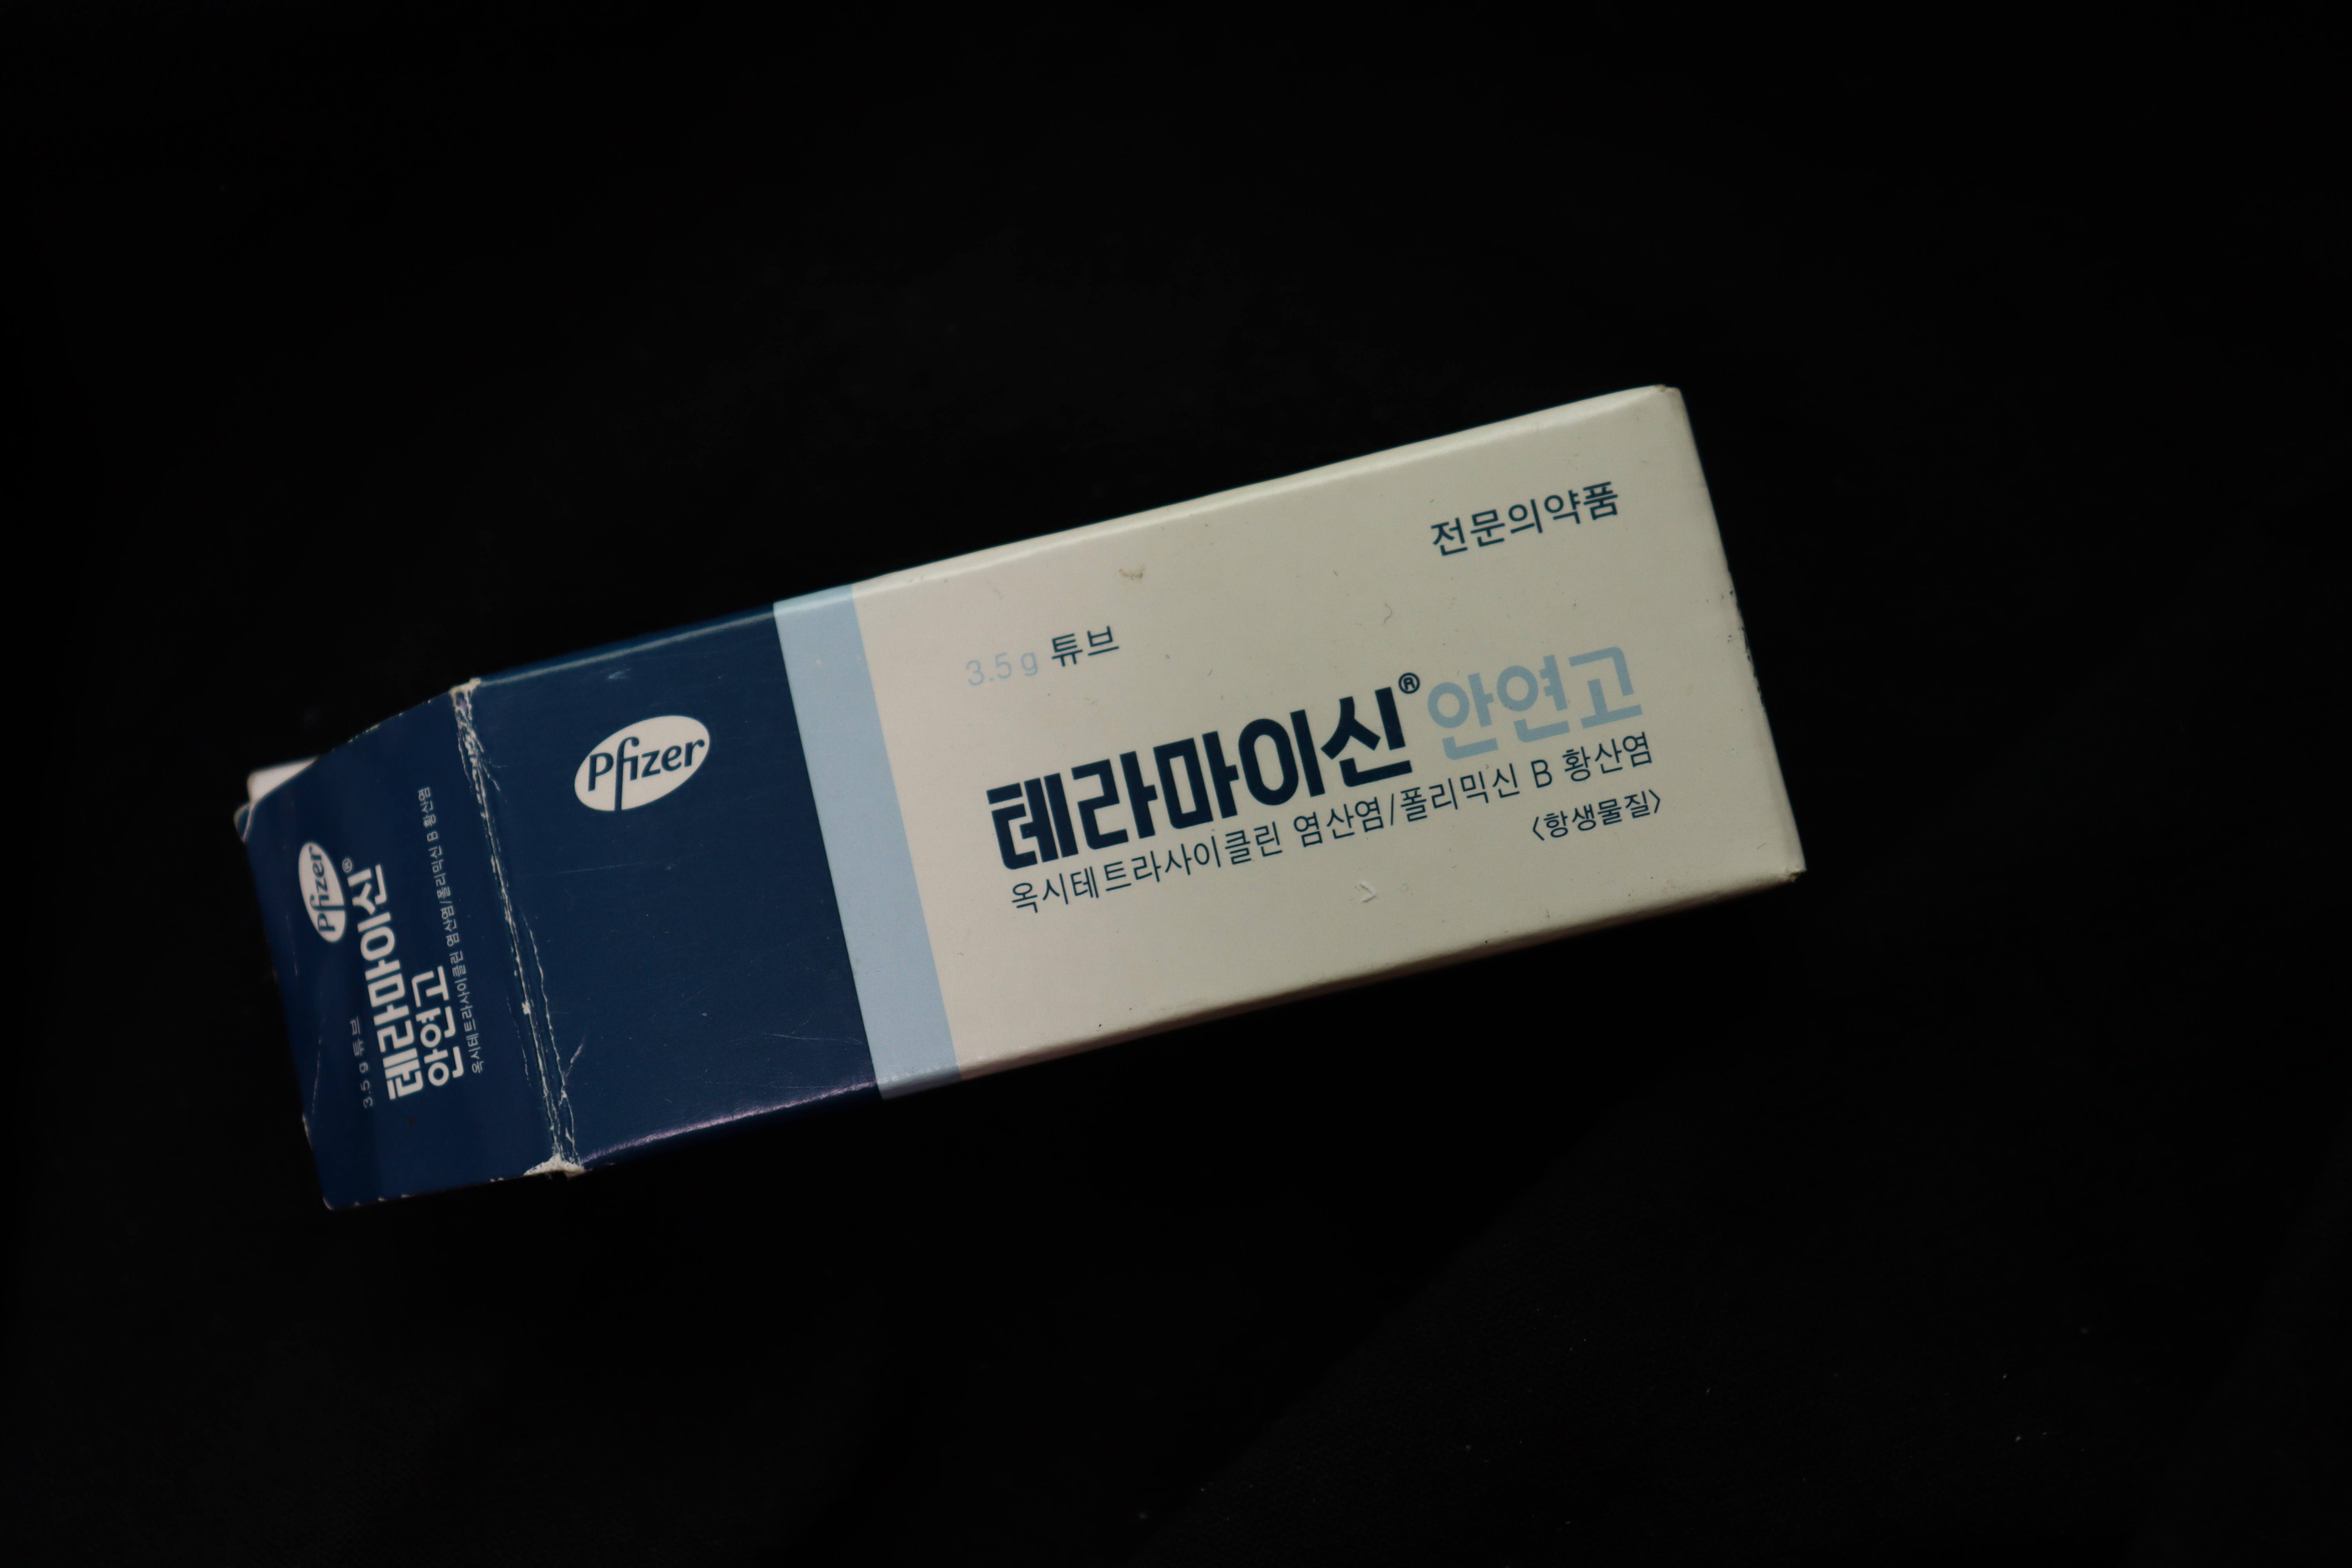 전문의약품
3.5 g 튜브
테라마이신® 안연고
옥시테트라사이클린 염산염/폴리믹신 B 황산염
〈항생물질〉
Pfizer
Pfizer
3.5 g 튜브
테라마이신®
안연고
옥시테트라사이클린 염산염/폴리믹신 B 황산염